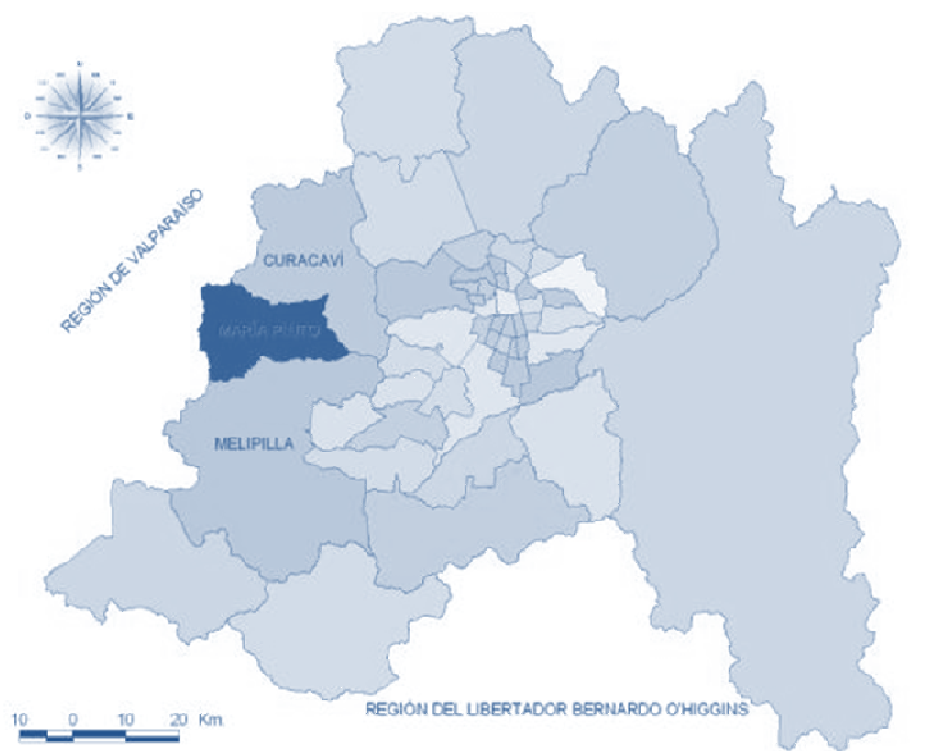 REGIÓN DE VALPARAÍSO
CURACAVÍ
MARÍA PINTO
MELIPILLA
REGIÓN DEL LIBERTADOR BERNARDO O'HIGGINS
10 0 10 20 Km.